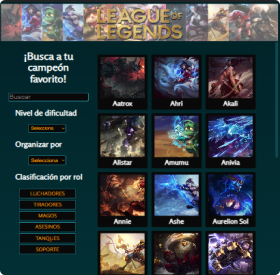 LEAGUE OF
LEGENDS
¡Busca a tu
campeón
favorito!
Buscar
Nivel de dificultad
Selecciona
Organizar por
Selecciona
Clasificación por rol
LUCHADORES
TIRADORES
MAGOS
ASESINOS
TANQUES
SOPORTE
Aatrox
Ahri
Akali
Alistar
Amumu
Anivia
Annie
Ashe
Aurelion Sol